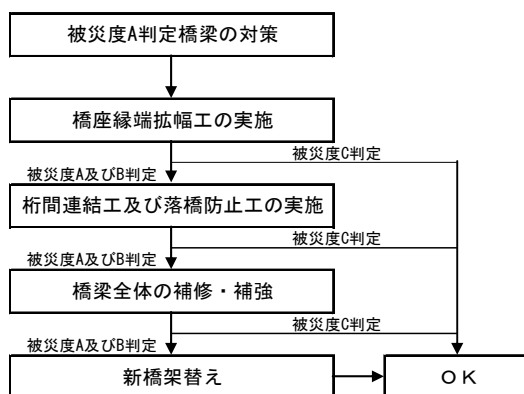 被災度A判定橋梁の対策
橋座縁端拡幅工の実施
被災度C判定
被災度A及びB判定
桁間連結工及び落橋防止工の実施
被災度C判定
被災度A及びB判定
橋梁全体の補修・補強
被災度C判定
被災度A及びB判定
新橋架替え
ＯＫ